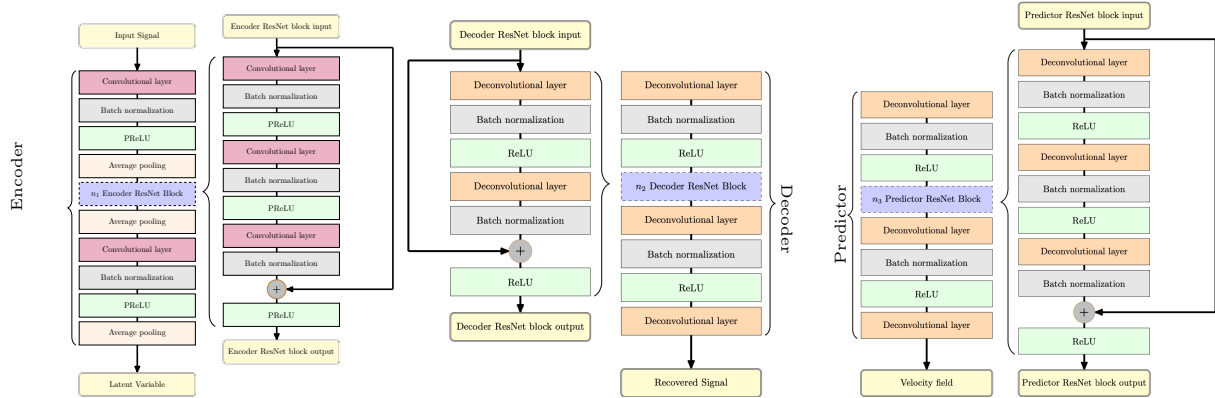 Encoder
Input Signal
Convolutional layer
Batch normalization
PReLU
Average pooling
n₁ Encoder ResNet Block
Average pooling
Convolutional layer
Batch normalization
PReLU
Average pooling
Latent Variable
Encoder ResNet block input
Convolutional layer
Batch normalization
PReLU
Convolutional layer
Batch normalization
PReLU
Convolutional layer
Batch normalization
+
PReLU
Encoder ResNet block output
Decoder ResNet block input
Deconvolutional layer
Batch normalization
ReLU
Deconvolutional layer
Batch normalization
+
ReLU
Decoder ResNet block output
Deconvolutional layer
Batch normalization
ReLU
n₂ Decoder ResNet Block
Deconvolutional layer
Batch normalization
ReLU
Deconvolutional layer
Recovered Signal
Decoder
Predictor
Deconvolutional layer
Batch normalization
ReLU
n₃ Predictor ResNet Block
Deconvolutional layer
Batch normalization
ReLU
Deconvolutional layer
Velocity field
Predictor ResNet block input
Deconvolutional layer
Batch normalization
ReLU
Deconvolutional layer
Batch normalization
ReLU
Deconvolutional layer
Batch normalization
+
ReLU
Predictor ResNet block output